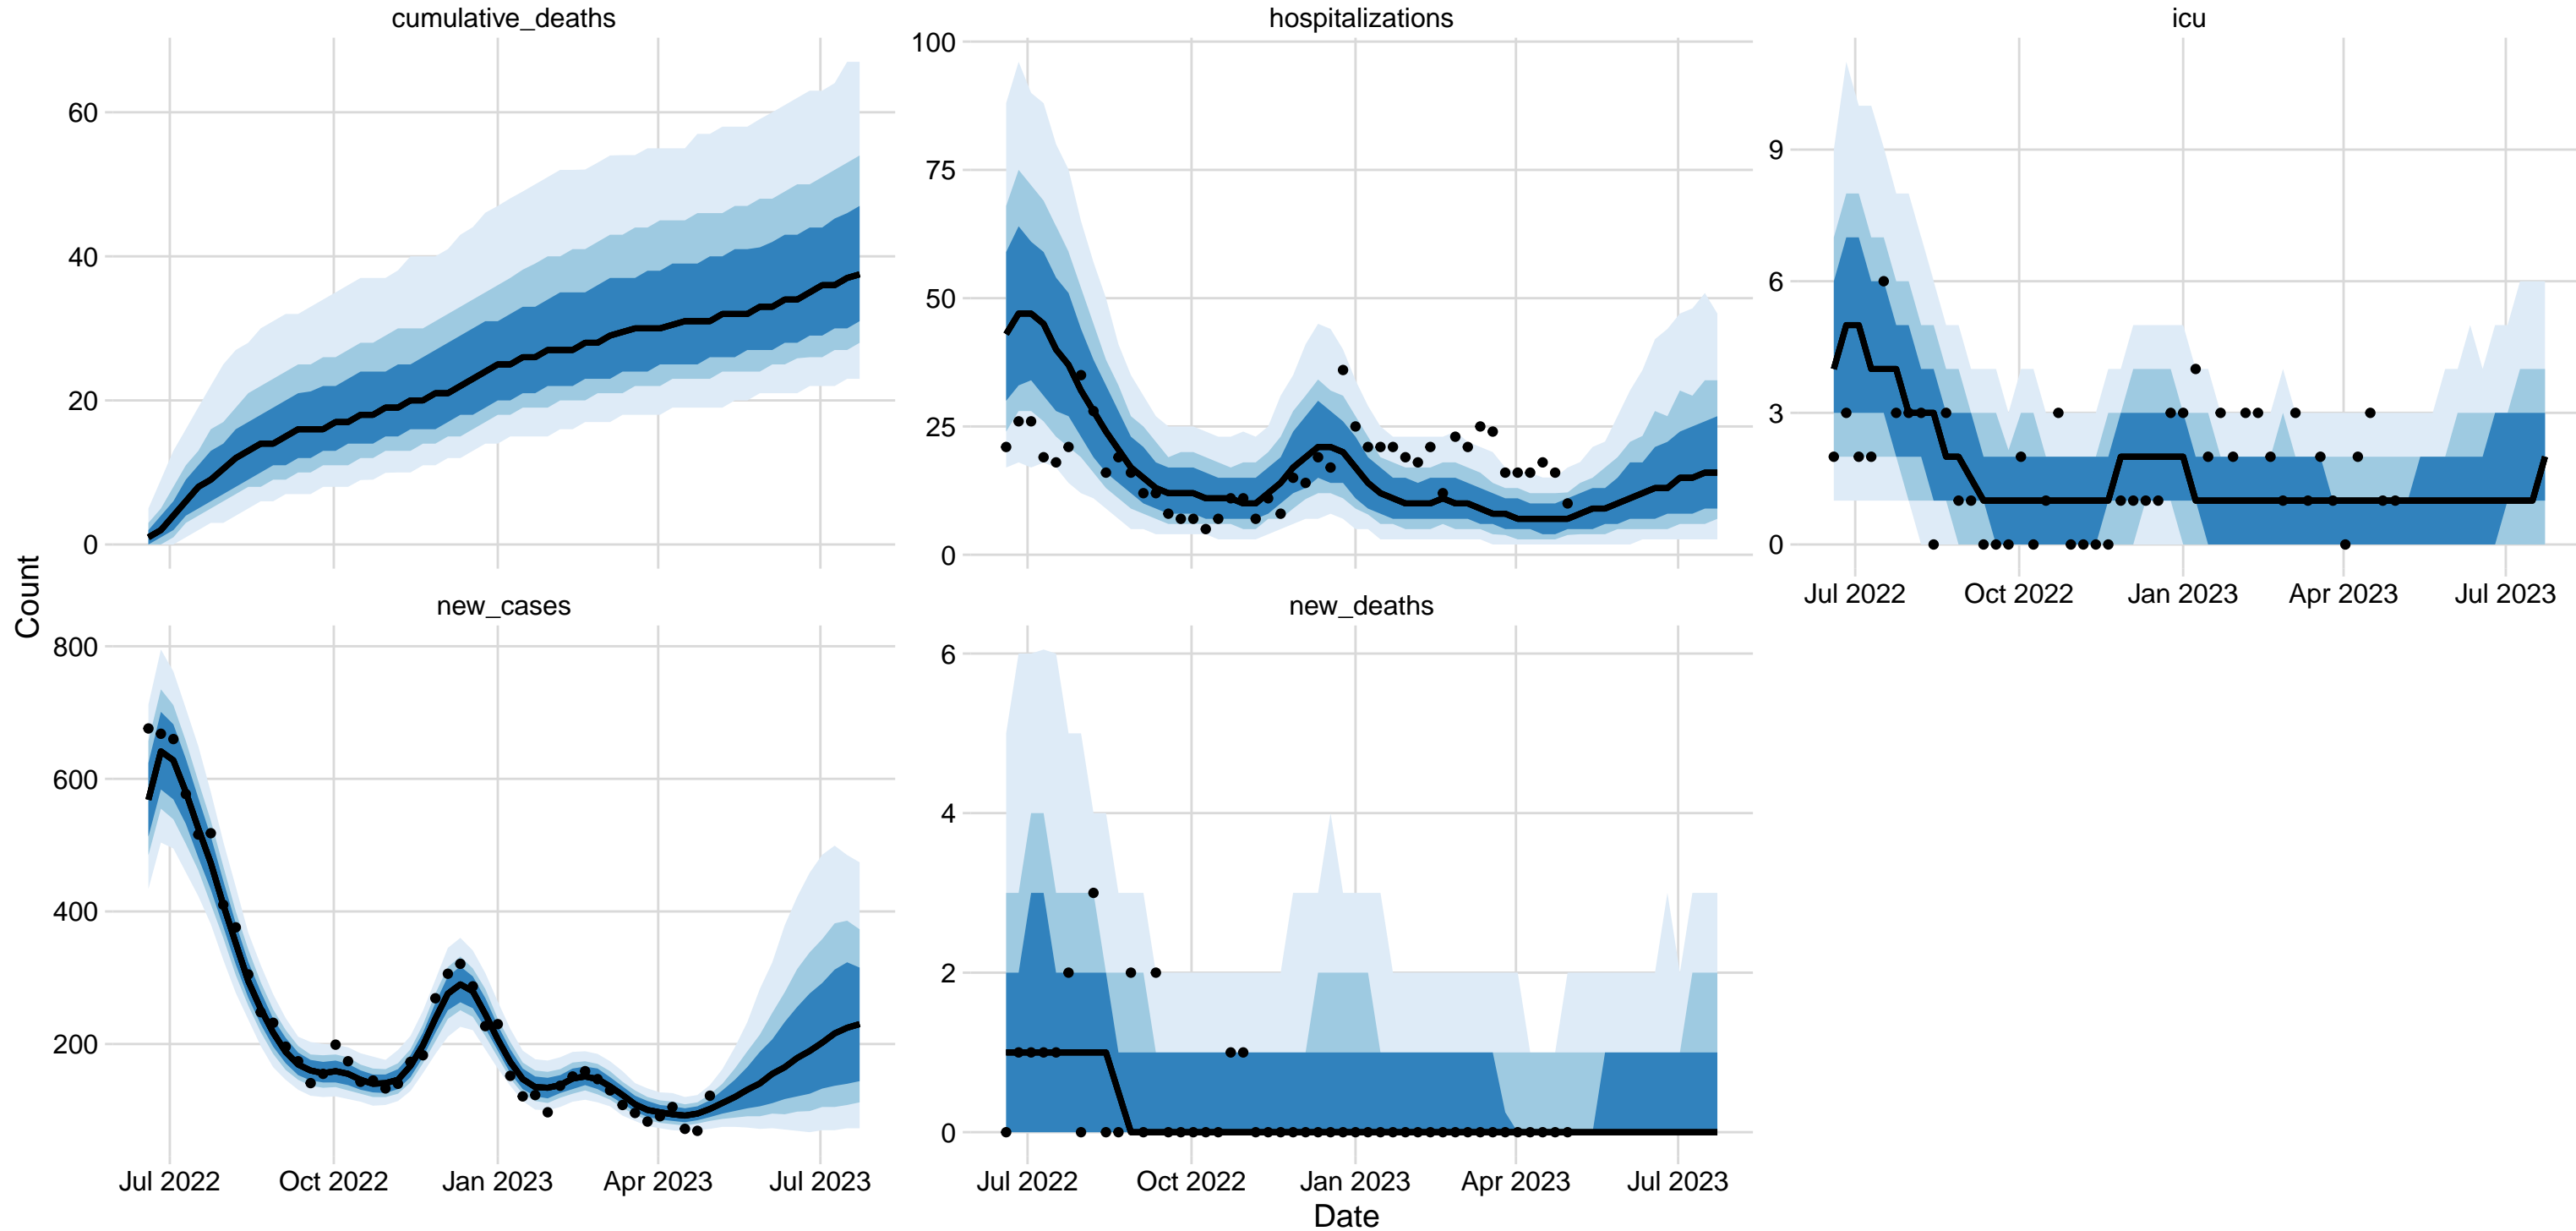 cumulative_deaths
60
40
20
0
hospitalizations
100
75
50
25
0
icu
9
6
3
0
Jul 2022 Oct 2022 Jan 2023 Apr 2023 Jul 2023
Count
new_cases
800
600
400
200
Jul 2022 Oct 2022 Jan 2023 Apr 2023 Jul 2023
new_deaths
6
4
2
0
Jul 2022 Oct 2022 Jan 2023 Apr 2023 Jul 2023
Date